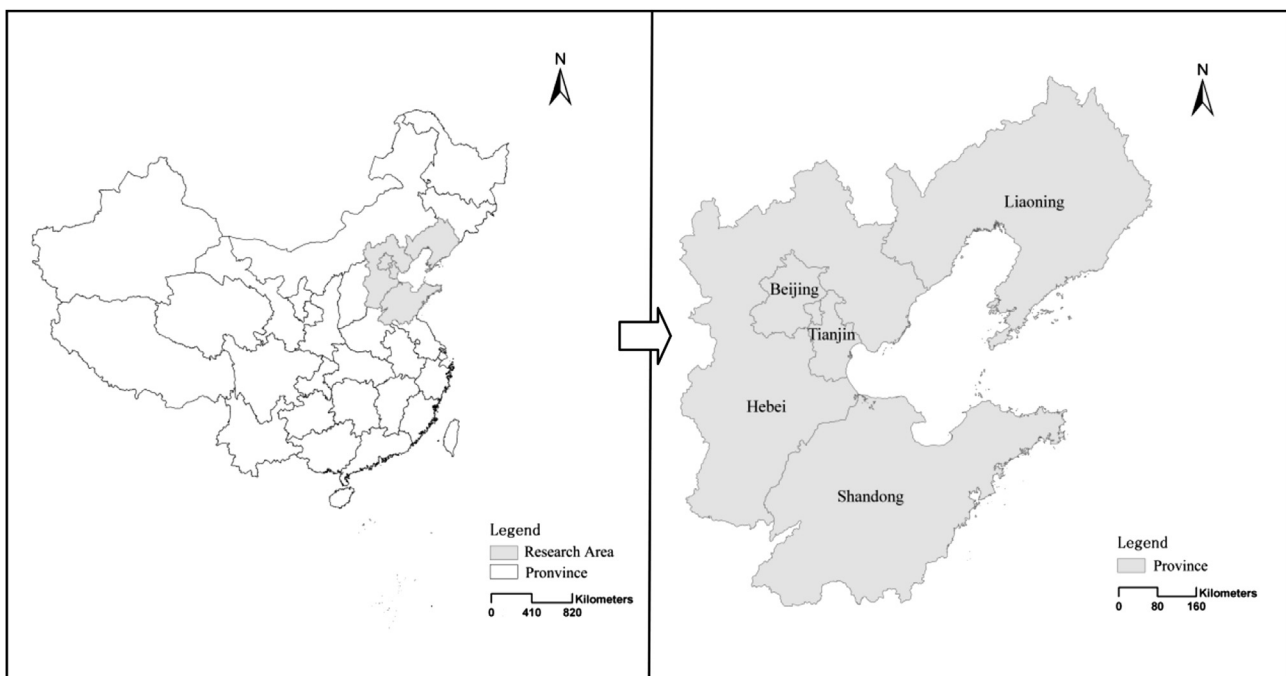 N
Legend
Research Area
Pronvince
Kilometers
0 410 820
N
Liaoning
Beijing
Tianjin
Hebei
Shandong
Legend
Province
Kilometers
0 80 160